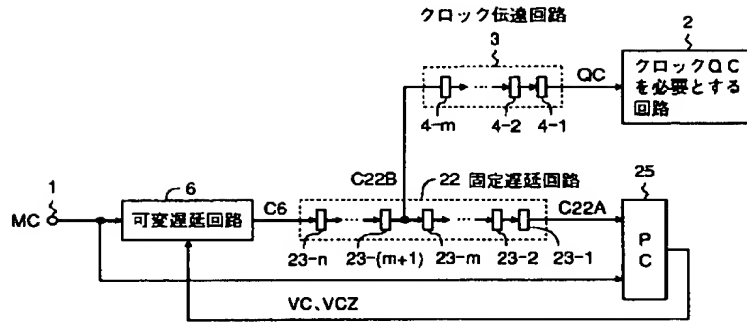 クロック伝達回路
3
2
QC
クロックQC
を必要とする
回路
4-m
4-2
4-1
C22B
1
6
22 固定遅延回路
25
MC
可変遅延回路
C6
C22A
P
C
23-n
23-(m+1)
23-m
23-2
23-1
VC、VCZ